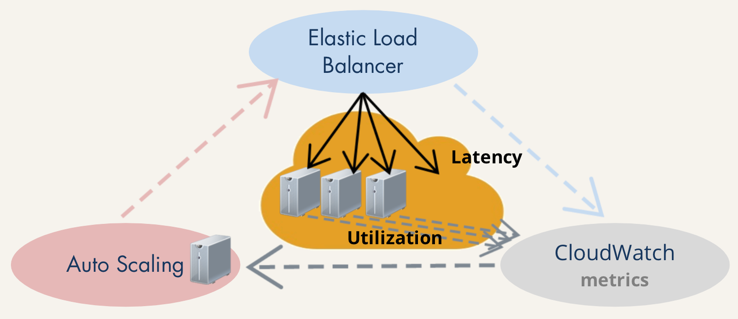 Elastic Load
Balancer
Latency
Utilization
Auto Scaling
CloudWatch
metrics